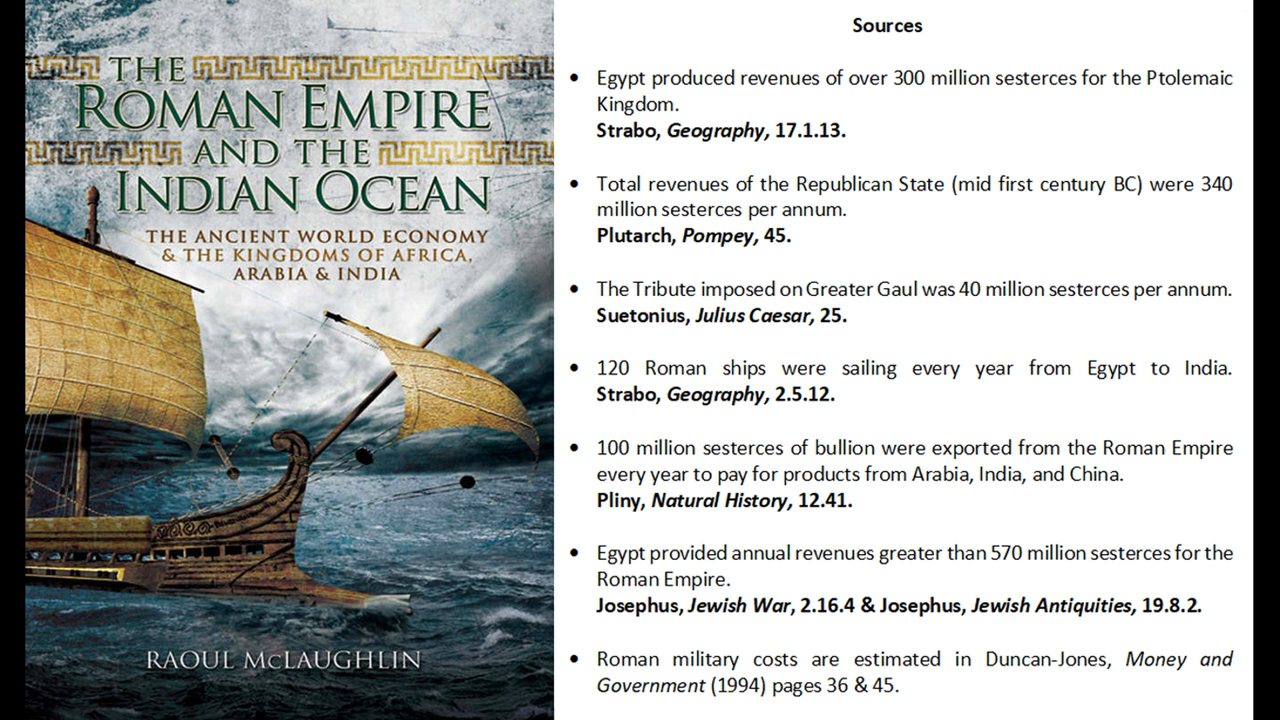 THE
ROMAN EMPIRE
AND THE
INDIAN OCEAN
THE ANCIENT WORLD ECONOMY
& THE KINGDOMS OF AFRICA,
ARABIA & INDIA
RAOUL MCLAUGHLIN
Sources
• Egypt produced revenues of over 300 million sesterces for the Ptolemaic
Kingdom.
Strabo, Geography, 17.1.13.
• Total revenues of the Republican State (mid first century BC) were 340
million sesterces per annum.
Plutarch, Pompey, 45.
• The Tribute imposed on Greater Gaul was 40 million sesterces per annum.
Suetonius, Julius Caesar, 25.
• 120 Roman ships were sailing every year from Egypt to India.
Strabo, Geography, 2.5.12.
• 100 million sesterces of bullion were exported from the Roman Empire
every year to pay for products from Arabia, India, and China.
Pliny, Natural History, 12.41.
• Egypt provided annual revenues greater than 570 million sesterces for the
Roman Empire.
Josephus, Jewish War, 2.16.4 & Josephus, Jewish Antiquities, 19.8.2.
• Roman military costs are estimated in Duncan-Jones, Money and
Government (1994) pages 36 & 45.